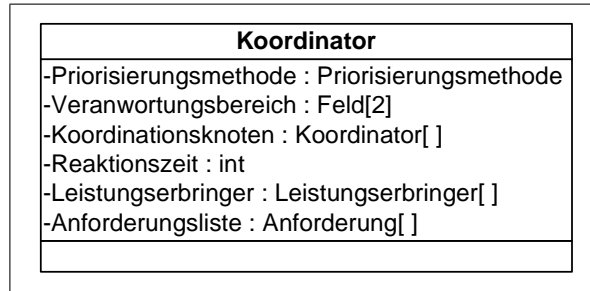 Koordinator
-Priorisierungsmethode : Priorisierungsmethode
-Veranwortungsbereich : Feld[2]
-Koordinationsknoten : Koordinator[ ]
-Reaktionszeit : int
-Leistungserbringer : Leistungserbringer[ ]
-Anforderungsliste : Anforderung[ ]